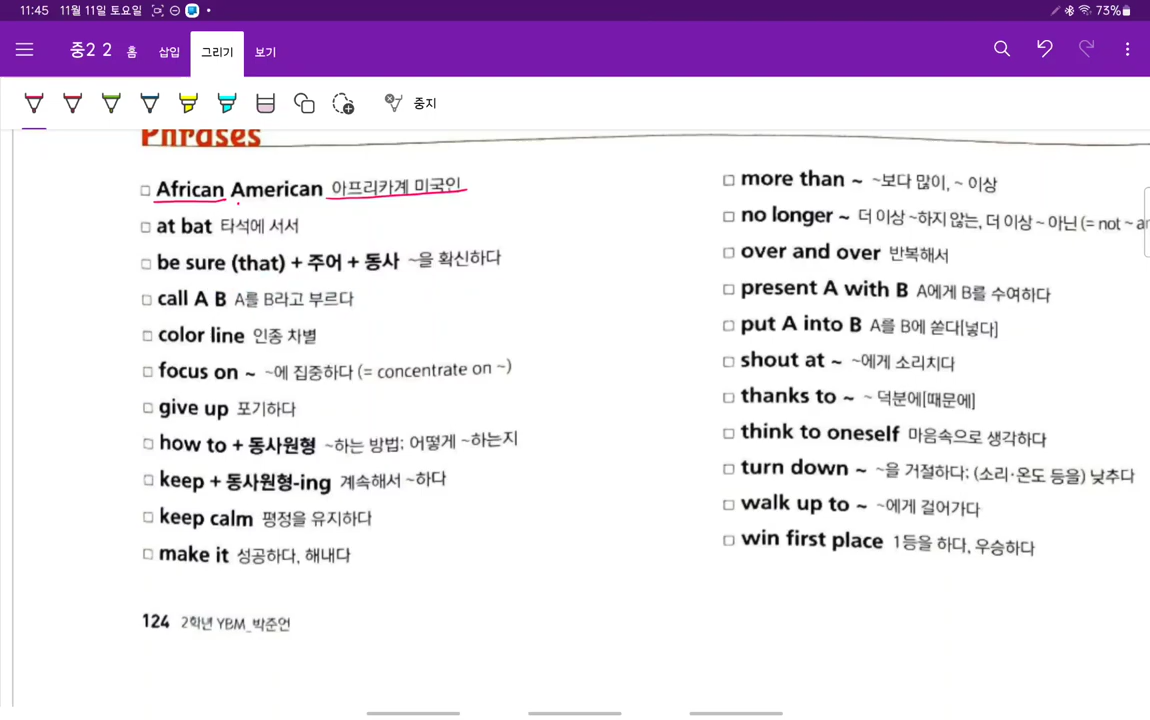 11:45 11월 11일 토요일 73%
중2 2 홈 삽입 그리기 보기
중지
Phrases
African American 아프리카계 미국인
at bat 타석에 서서
be sure (that) + 주어 + 동사 ~을 확신하다
call A B A를 B라고 부르다
color line 인종 차별
focus on ~ ~에 집중하다 (= concentrate on ~)
give up 포기하다
how to + 동사원형 ~하는 방법; 어떻게 ~하는지
keep + 동사원형-ing 계속해서 ~하다
keep calm 평정을 유지하다
make it 성공하다, 해내다
more than ~ ~보다 많이, ~ 이상
no longer ~ 더 이상 ~하지 않는, 더 이상 ~ 아닌 (= not ~
over and over 반복해서
present A with B A에게 B를 수여하다
put A into B A를 B에 쏟다[넣다]
shout at ~ ~에게 소리치다
thanks to ~ ~ 덕분에[때문에]
think to oneself 마음속으로 생각하다
turn down ~ ~을 거절하다; (소리·온도 등을) 낮추다
walk up to ~ ~에게 걸어가다
win first place 1등을 하다, 우승하다
124 2학년 YBM_박준언